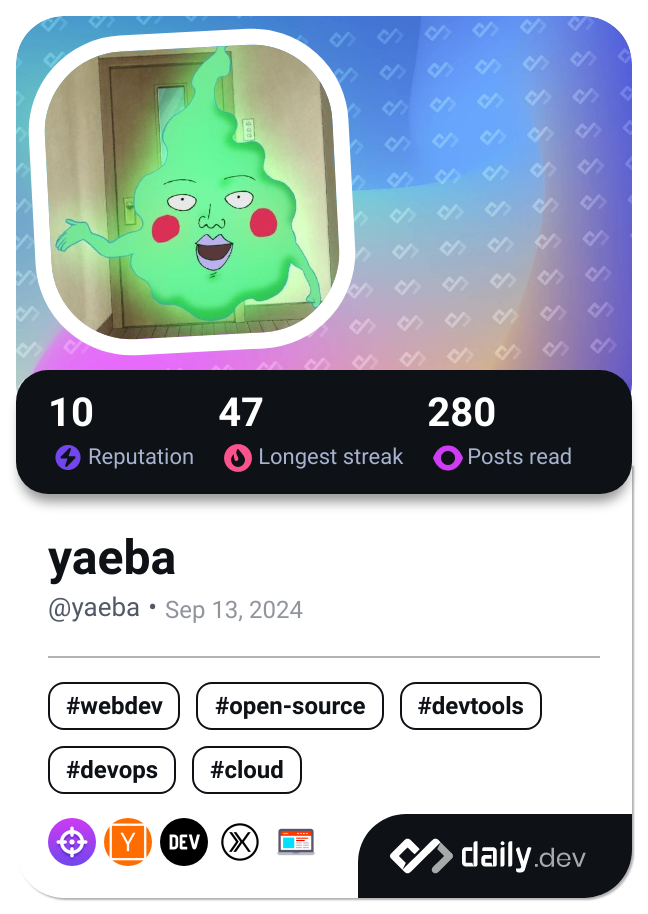 10 47 280
Reputation Longest streak Posts read
yaeba
@yaeba • Sep 13, 2024
#webdev #open-source #devtools
#devops #cloud
Y DEV
daily.dev